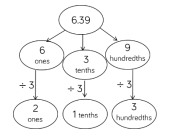 6.39
6
ones
3
tenths
9
hundredths
÷ 3
÷ 3
÷ 3
2
ones
1 tenths
3
hundredths